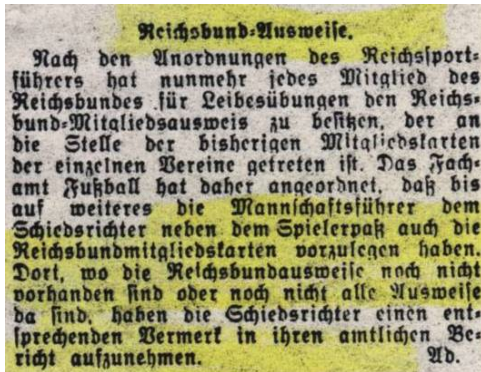 Reichsbund-Ausweise.
Nach den Anordnungen des Reichssport-
führers hat nunmehr jedes Mitglied des
Reichsbundes für Leibesübungen den Reichs-
bund-Mitgliedsausweis zu besitzen, der an
die Stelle der bisherigen Mitgliedskarten
der einzelnen Vereine getreten ist. Das Fach-
amt Fußball hat daher angeordnet, daß bis
auf weiteres die Mannschaftsführer dem
Schiedsrichter neben dem Spielerpaß auch die
Reichsbundmitgliedskarten vorzulegen haben.
Dort, wo die Reichsbundausweise noch nicht
vorhanden sind oder noch nicht alle Ausweise
da sind, haben die Schiedsrichter einen ent-
sprechenden Vermerk in ihren amtlichen Be-
richt aufzunehmen. Ad.